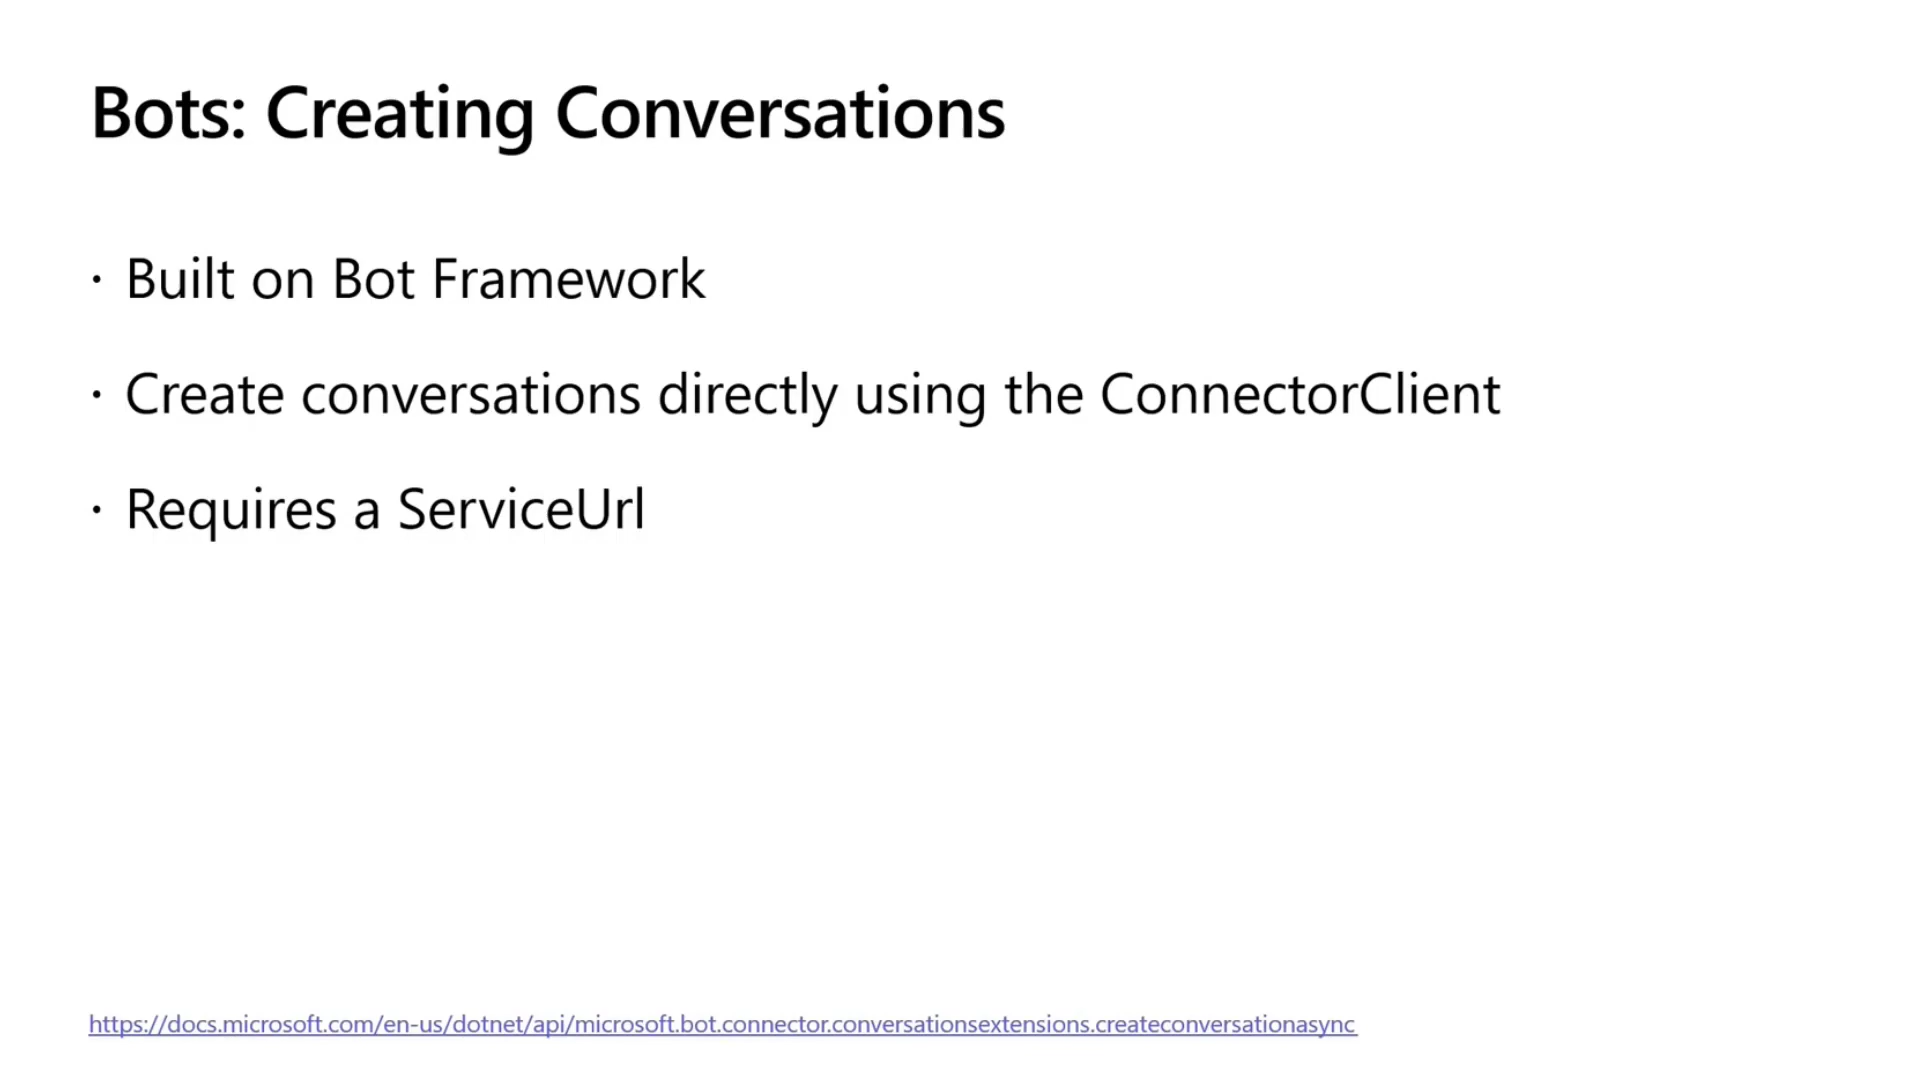 Bots: Creating Conversations
· Built on Bot Framework
· Create conversations directly using the ConnectorClient
· Requires a ServiceUrl
https://docs.microsoft.com/en-us/dotnet/api/microsoft.bot.connector.conversationsextensions.createconversationasync